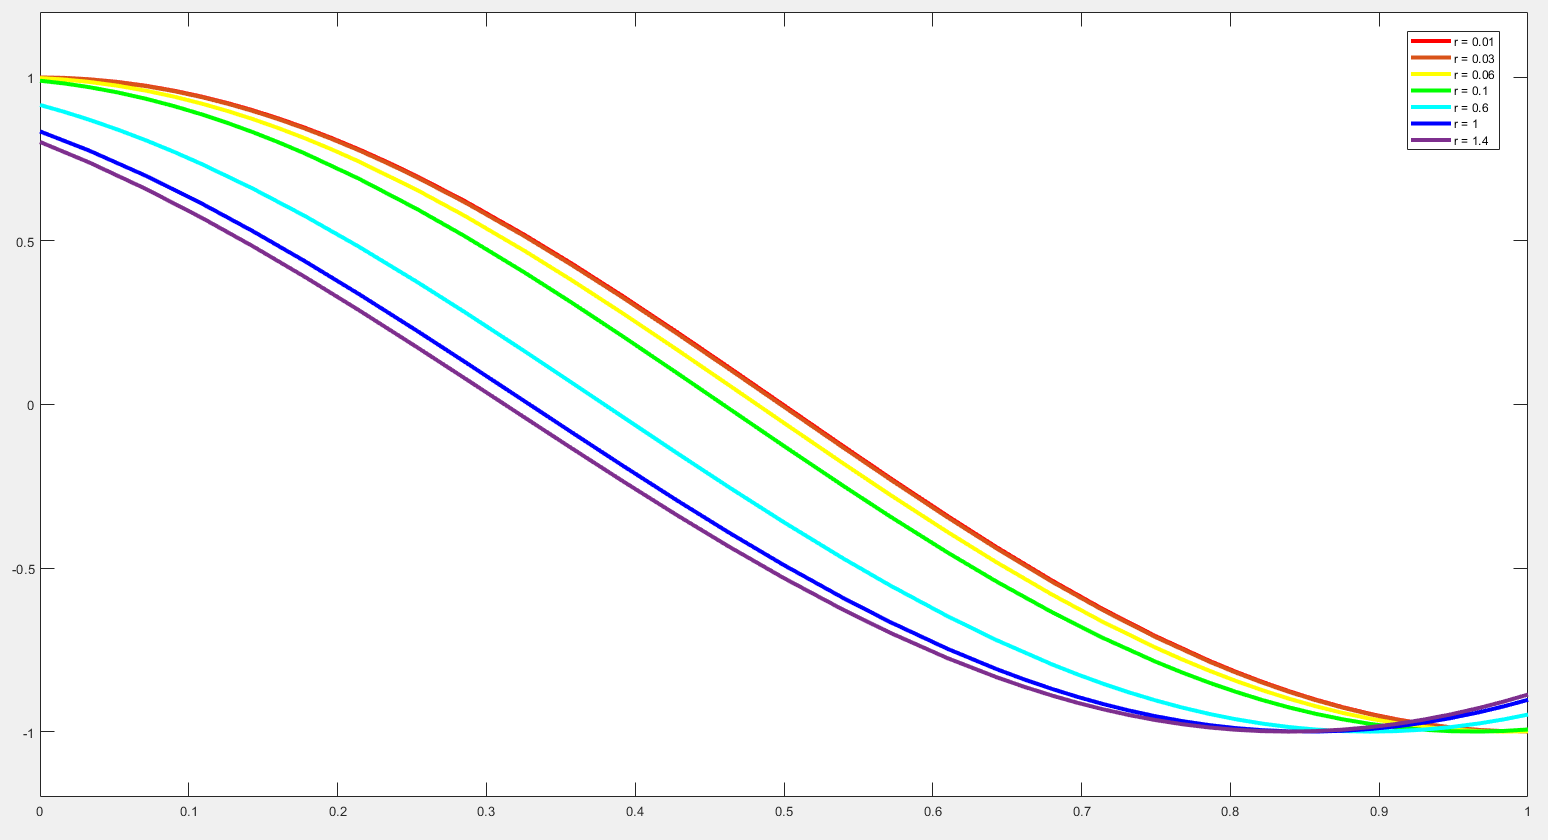 r = 0.01
r = 0.03
r = 0.06
r = 0.1
r = 0.6
r = 1
r = 1.4
1
0.5
0
-0.5
-1
0 0.1 0.2 0.3 0.4 0.5 0.6 0.7 0.8 0.9 1